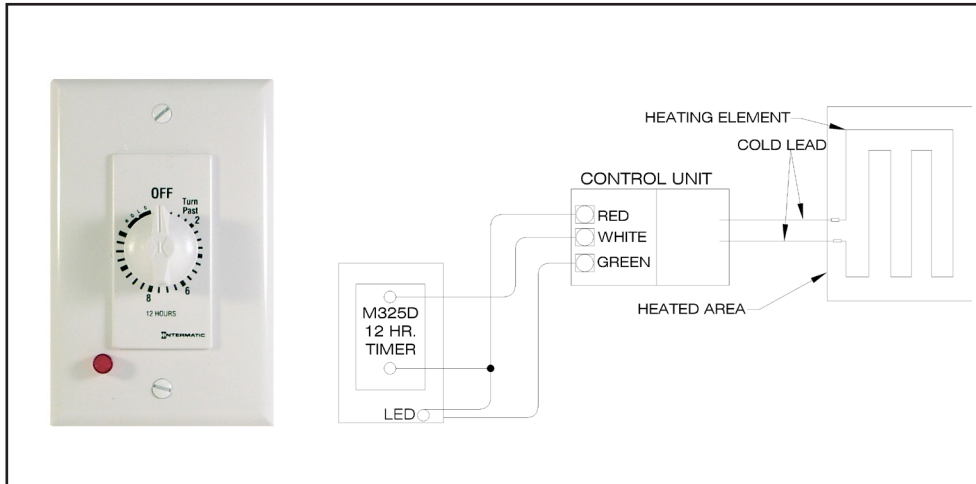 OFF
Turn
Past
HOLD
2
8
6
12 HOURS
INTERMATIC
HEATING ELEMENT
COLD LEAD
CONTROL UNIT
RED
WHITE
GREEN
HEATED AREA
M325D
12 HR.
TIMER
LED